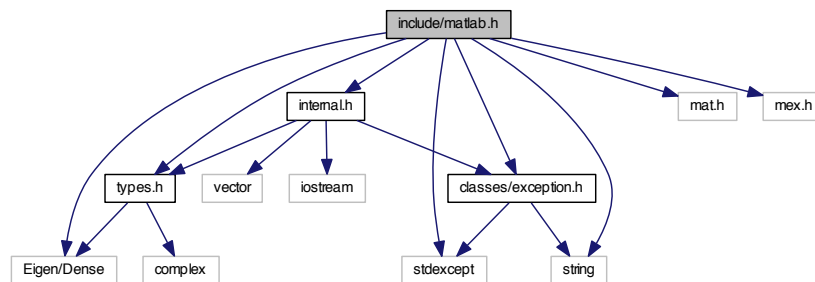 include/matlab.h
internal.h
mat.h
mex.h
types.h
vector
iostream
classes/exception.h
Eigen/Dense
complex
stdexcept
string